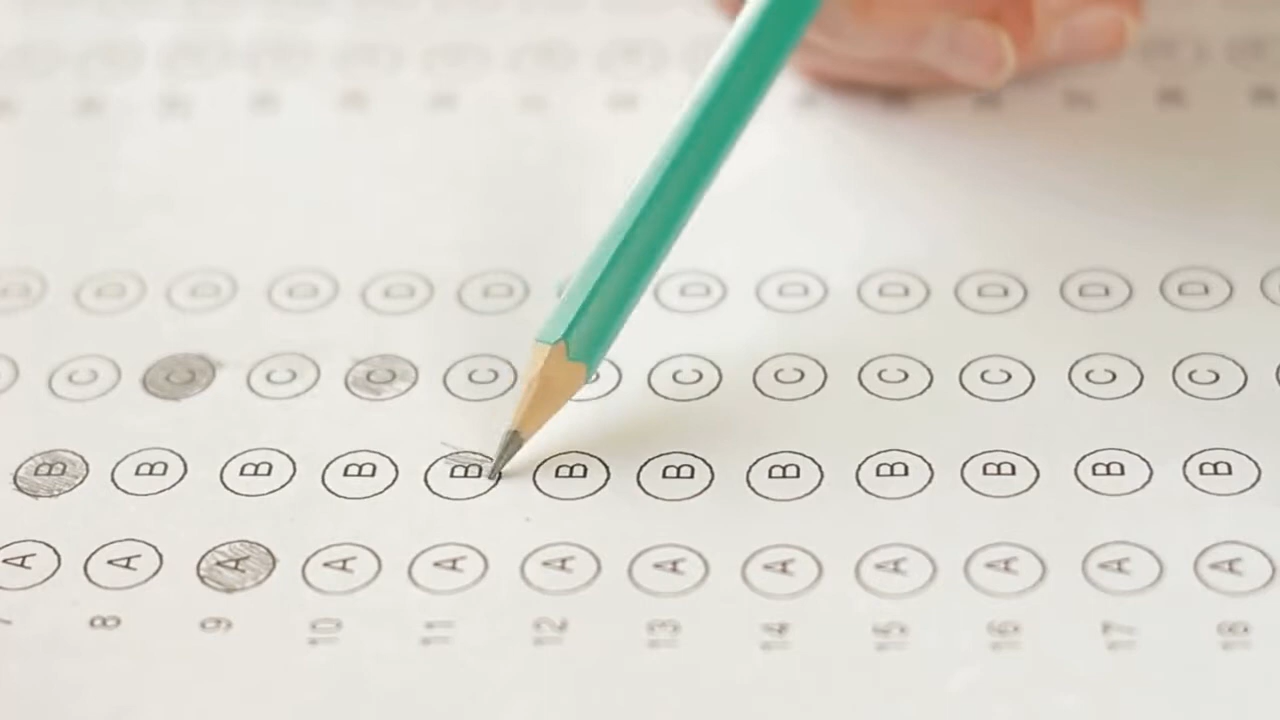 A B C D
8 A B C D
9 A B C D
10 A B C D
11 A B C D
12 A B C
13 A B C D
14 A B C D
15 A B C D
16 A B C D
17 A B C D
18 A B C D